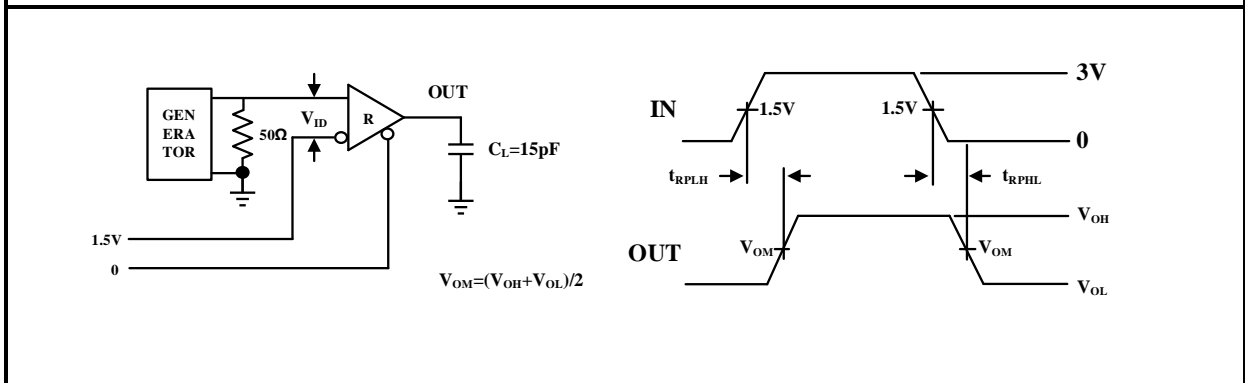 GEN
ERA
TOR
50Ω
V_ID
R
OUT
C_L=15pF
1.5V
0
V_OM=(V_OH+V_OL)/2
IN
1.5V
1.5V
3V
0
t_RPLH
t_RPHL
OUT
V_OM
V_OM
V_OH
V_OL